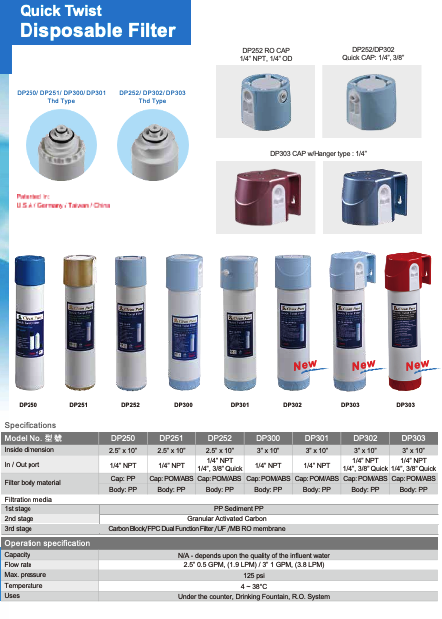 Quick Twist
Disposable Filter
DP250/ DP251/ DP300/DP301
Thd Type
DP252/ DP302/ DP303
Thd Type
DP252 RO CAP
1/4" NPT, 1/4" OD
DP252/DP302
Quick CAP: 1/4", 3/8"
DP303 CAP w/Hanger type : 1/4"
Patented in:
U.S.A / Germany / Taiwan / China
New New New
DP250 DP251 DP252 DP300 DP301 DP302 DP303 DP303
Specifications
Model No. 型 號 DP250 DP251 DP252 DP300 DP301 DP302 DP303
Inside dimension 2.5" x 10" 2.5" x 10" 2.5" x 10" 3" x 10" 3" x 10" 3" x 10" 3" x 10"
In / Out port 1/4" NPT 1/4" NPT 1/4" NPT 1/4", 3/8" Quick 1/4" NPT 1/4" NPT 1/4" NPT 1/4", 3/8" Quick 1/4" NPT 1/4", 3/8" Quick
Filter body material Cap: PP Cap: POM/ABS Cap: POM/ABS Cap: POM/ABS Cap: POM/ABS Cap: POM/ABS Cap: POM/ABS
Body: PP Body: PP Body: PP Body: PP Body: PP Body: PP Body: PP
Filtration media
1st stage PP Sediment PP
2nd stage Granular Activated Carbon
3rd stage Carbon Block/FPC Dual Function Filter /UF /MB RO membrane
Operation specification
Capacity N/A - depends upon the quality of the influent water
Flow rate 2.5" 0.5 GPM, (1.9 LPM) / 3" 1 GPM, (3.8 LPM)
Max. pressure 125 psi
Temperature 4 ~ 38°C
Uses Under the counter, Drinking Fountain, R.O. System